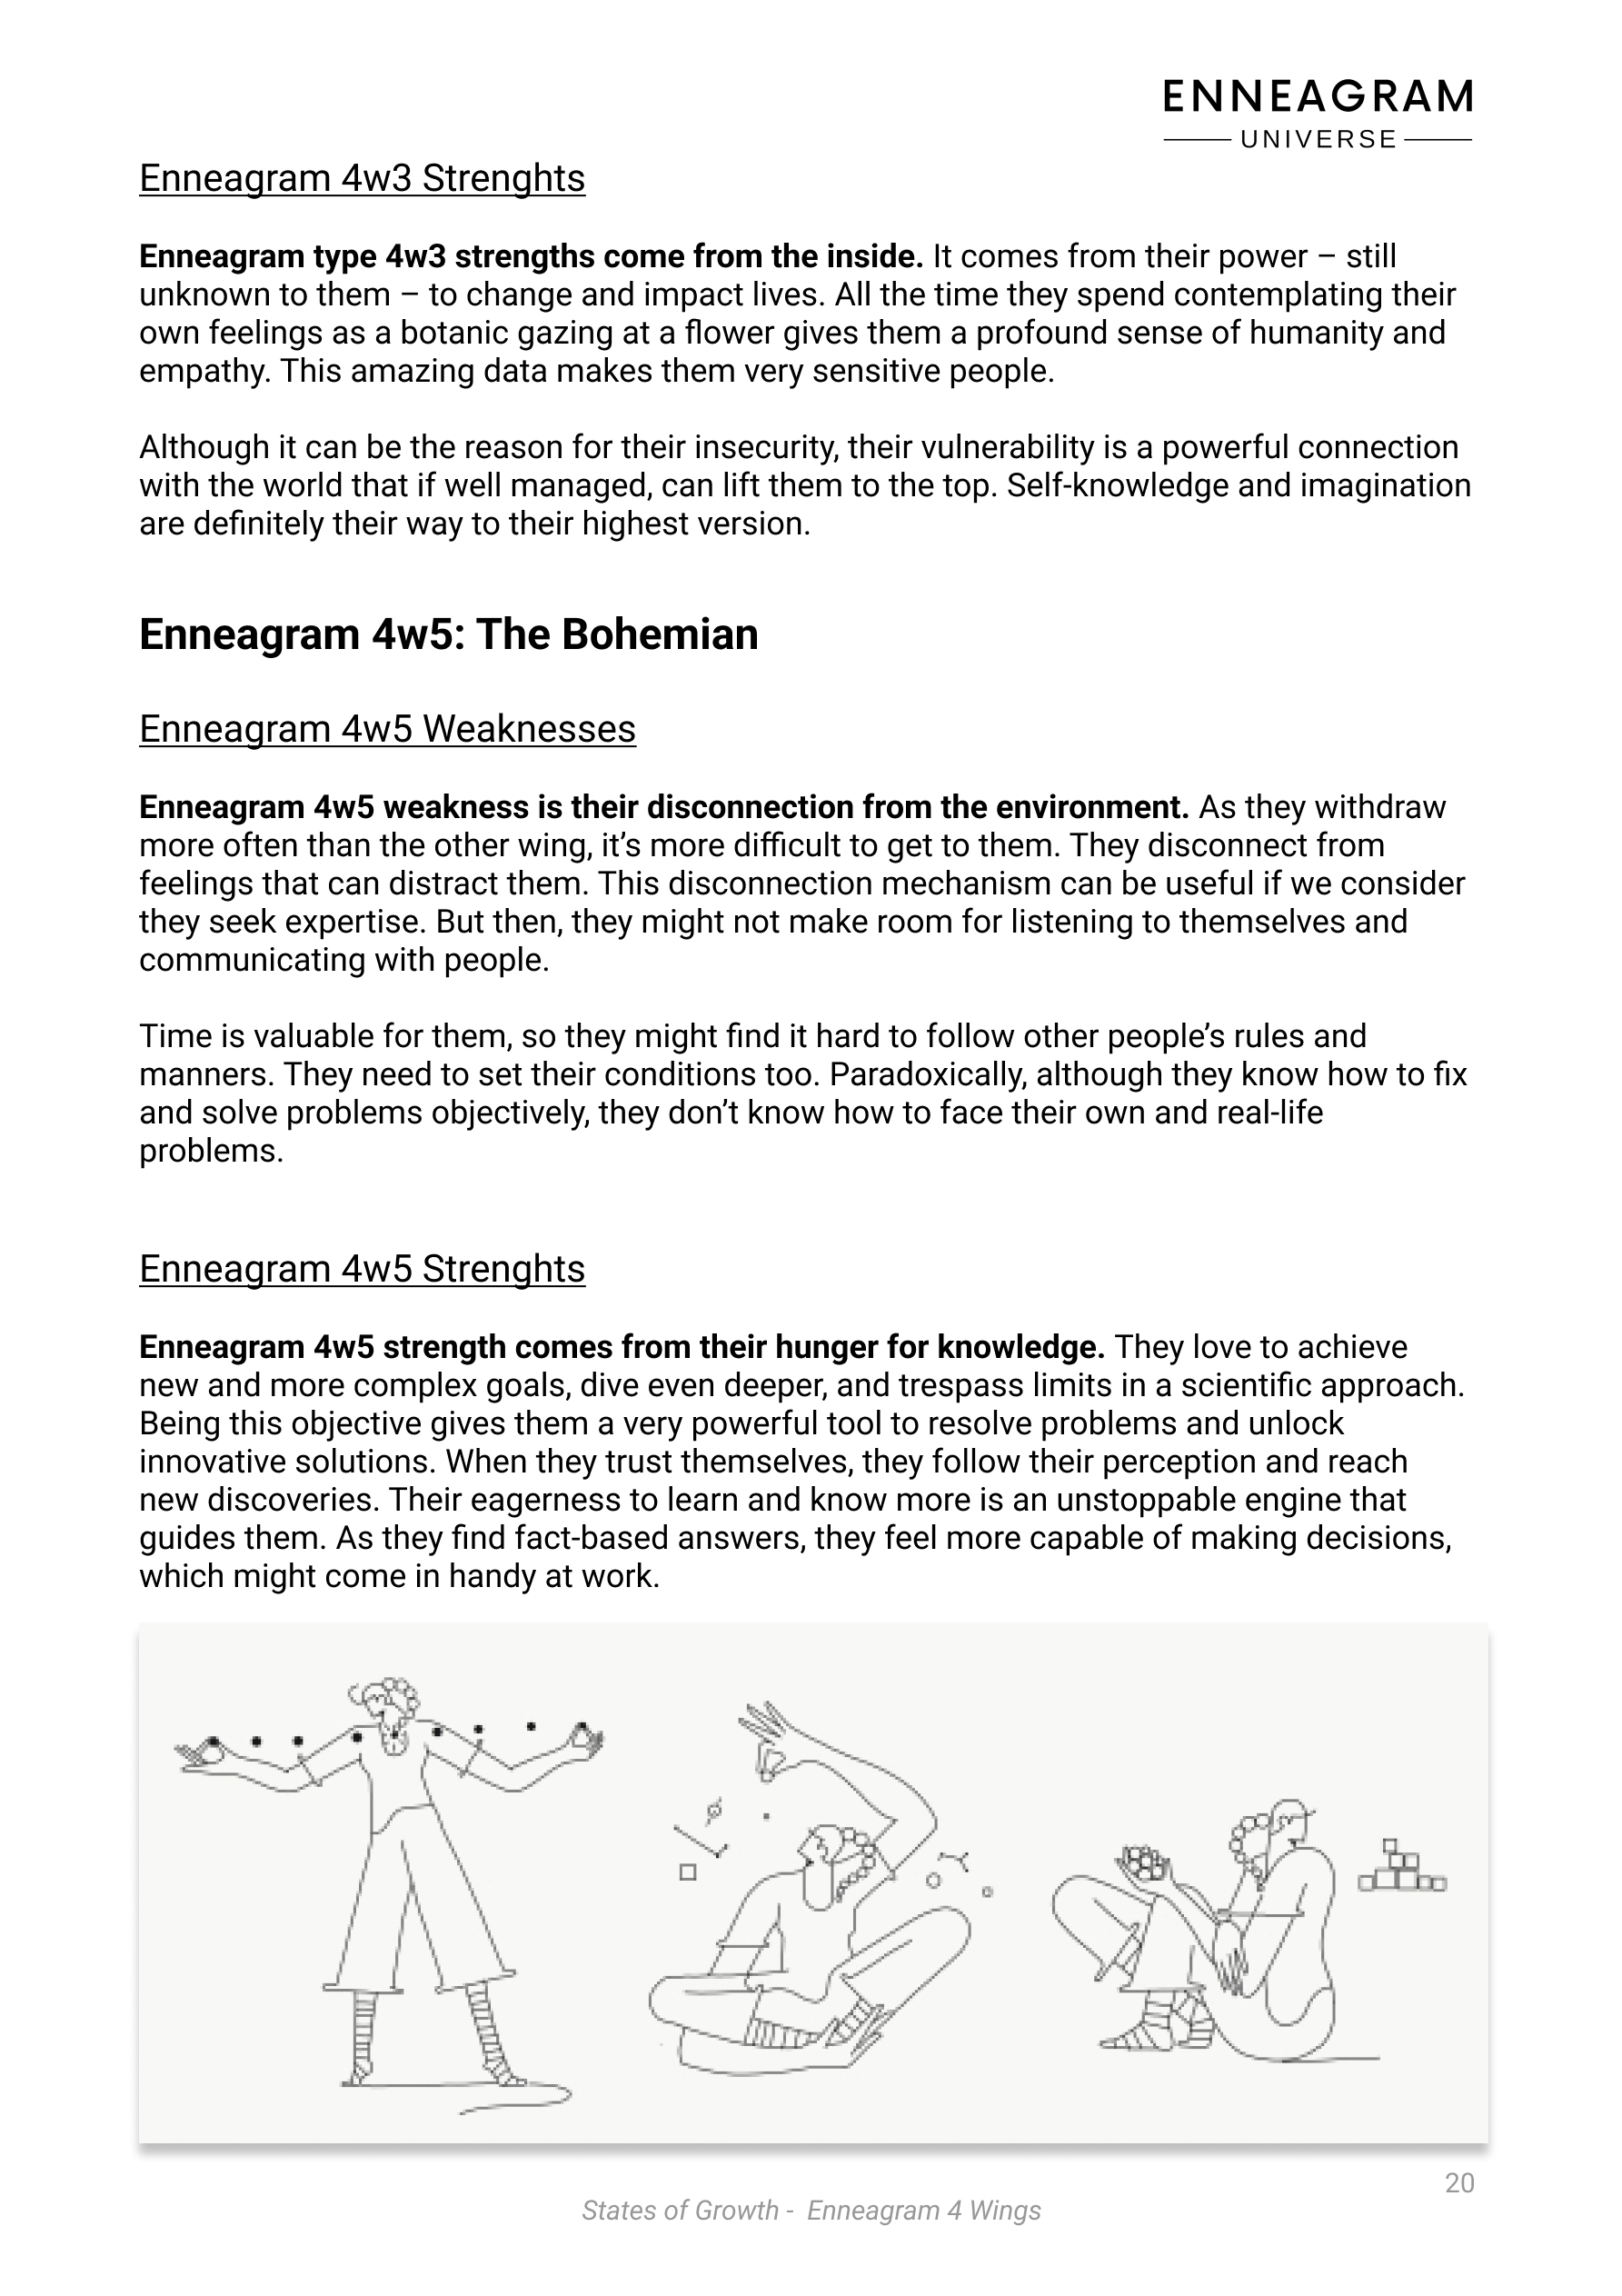 ENNEAGRAM
UNIVERSE
Enneagram 4w3 Strenghts
Enneagram type 4w3 strengths come from the inside. It comes from their power – still
unknown to them – to change and impact lives. All the time they spend contemplating their
own feelings as a botanic gazing at a flower gives them a profound sense of humanity and
empathy. This amazing data makes them very sensitive people.
Although it can be the reason for their insecurity, their vulnerability is a powerful connection
with the world that if well managed, can lift them to the top. Self-knowledge and imagination
are definitely their way to their highest version.
Enneagram 4w5: The Bohemian
Enneagram 4w5 Weaknesses
Enneagram 4w5 weakness is their disconnection from the environment. As they withdraw
more often than the other wing, it’s more difficult to get to them. They disconnect from
feelings that can distract them. This disconnection mechanism can be useful if we consider
they seek expertise. But then, they might not make room for listening to themselves and
communicating with people.
Time is valuable for them, so they might find it hard to follow other people’s rules and
manners. They need to set their conditions too. Paradoxically, although they know how to fix
and solve problems objectively, they don’t know how to face their own and real-life
problems.
Enneagram 4w5 Strenghts
Enneagram 4w5 strength comes from their hunger for knowledge. They love to achieve
new and more complex goals, dive even deeper, and trespass limits in a scientific approach.
Being this objective gives them a very powerful tool to resolve problems and unlock
innovative solutions. When they trust themselves, they follow their perception and reach
new discoveries. Their eagerness to learn and know more is an unstoppable engine that
guides them. As they find fact-based answers, they feel more capable of making decisions,
which might come in handy at work.
20
States of Growth - Enneagram 4 Wings